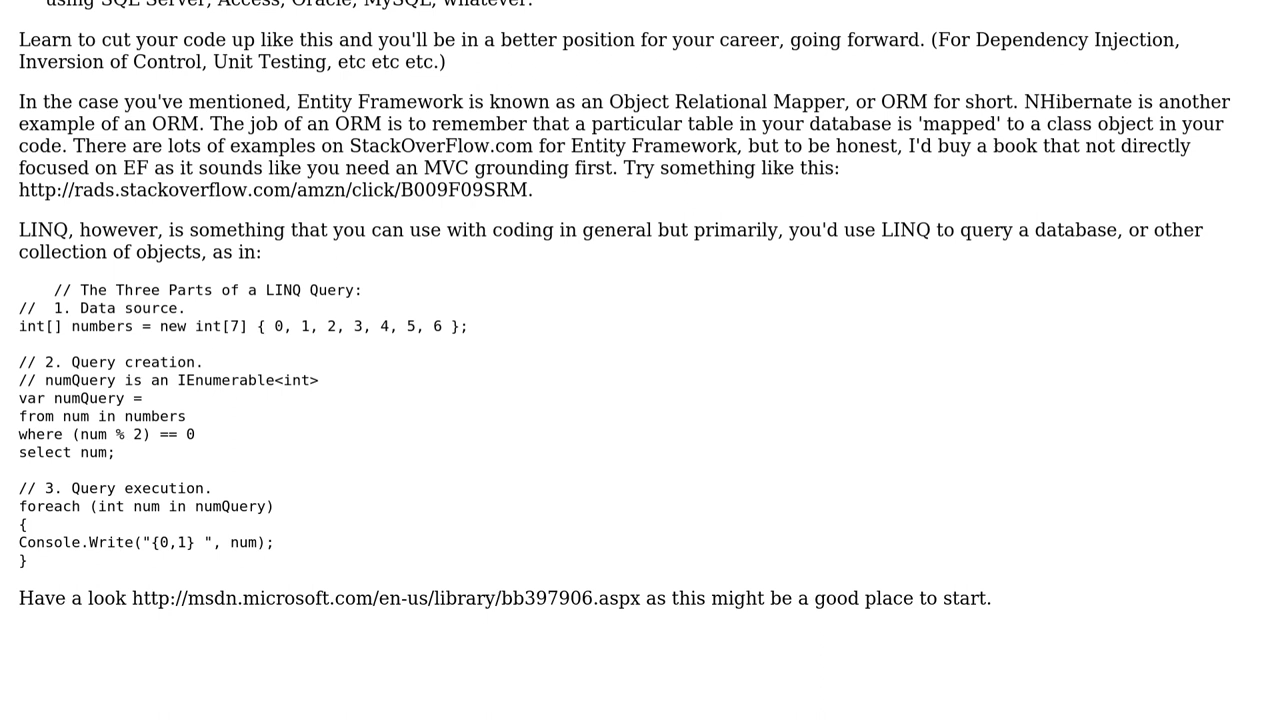 using SQL Server, Access, Oracle, MySQL, whatever.
Learn to cut your code up like this and you'll be in a better position for your career, going forward. (For Dependency Injection,
Inversion of Control, Unit Testing, etc etc etc.)
In the case you've mentioned, Entity Framework is known as an Object Relational Mapper, or ORM for short. NHibernate is another
example of an ORM. The job of an ORM is to remember that a particular table in your database is 'mapped' to a class object in your
code. There are lots of examples on StackOverFlow.com for Entity Framework, but to be honest, I'd buy a book that not directly
focused on EF as it sounds like you need an MVC grounding first. Try something like this:
http://rads.stackoverflow.com/amzn/click/B009F09SRM.
LINQ, however, is something that you can use with coding in general but primarily, you'd use LINQ to query a database, or other
collection of objects, as in:
// The Three Parts of a LINQ Query:
//  1. Data source.
int[] numbers = new int[7] { 0, 1, 2, 3, 4, 5, 6 };
// 2. Query creation.
// numQuery is an IEnumerable<int>
var numQuery =
from num in numbers
where (num % 2) == 0
select num;
// 3. Query execution.
foreach (int num in numQuery)
{
Console.Write("{0,1} ", num);
}
Have a look http://msdn.microsoft.com/en-us/library/bb397906.aspx as this might be a good place to start.